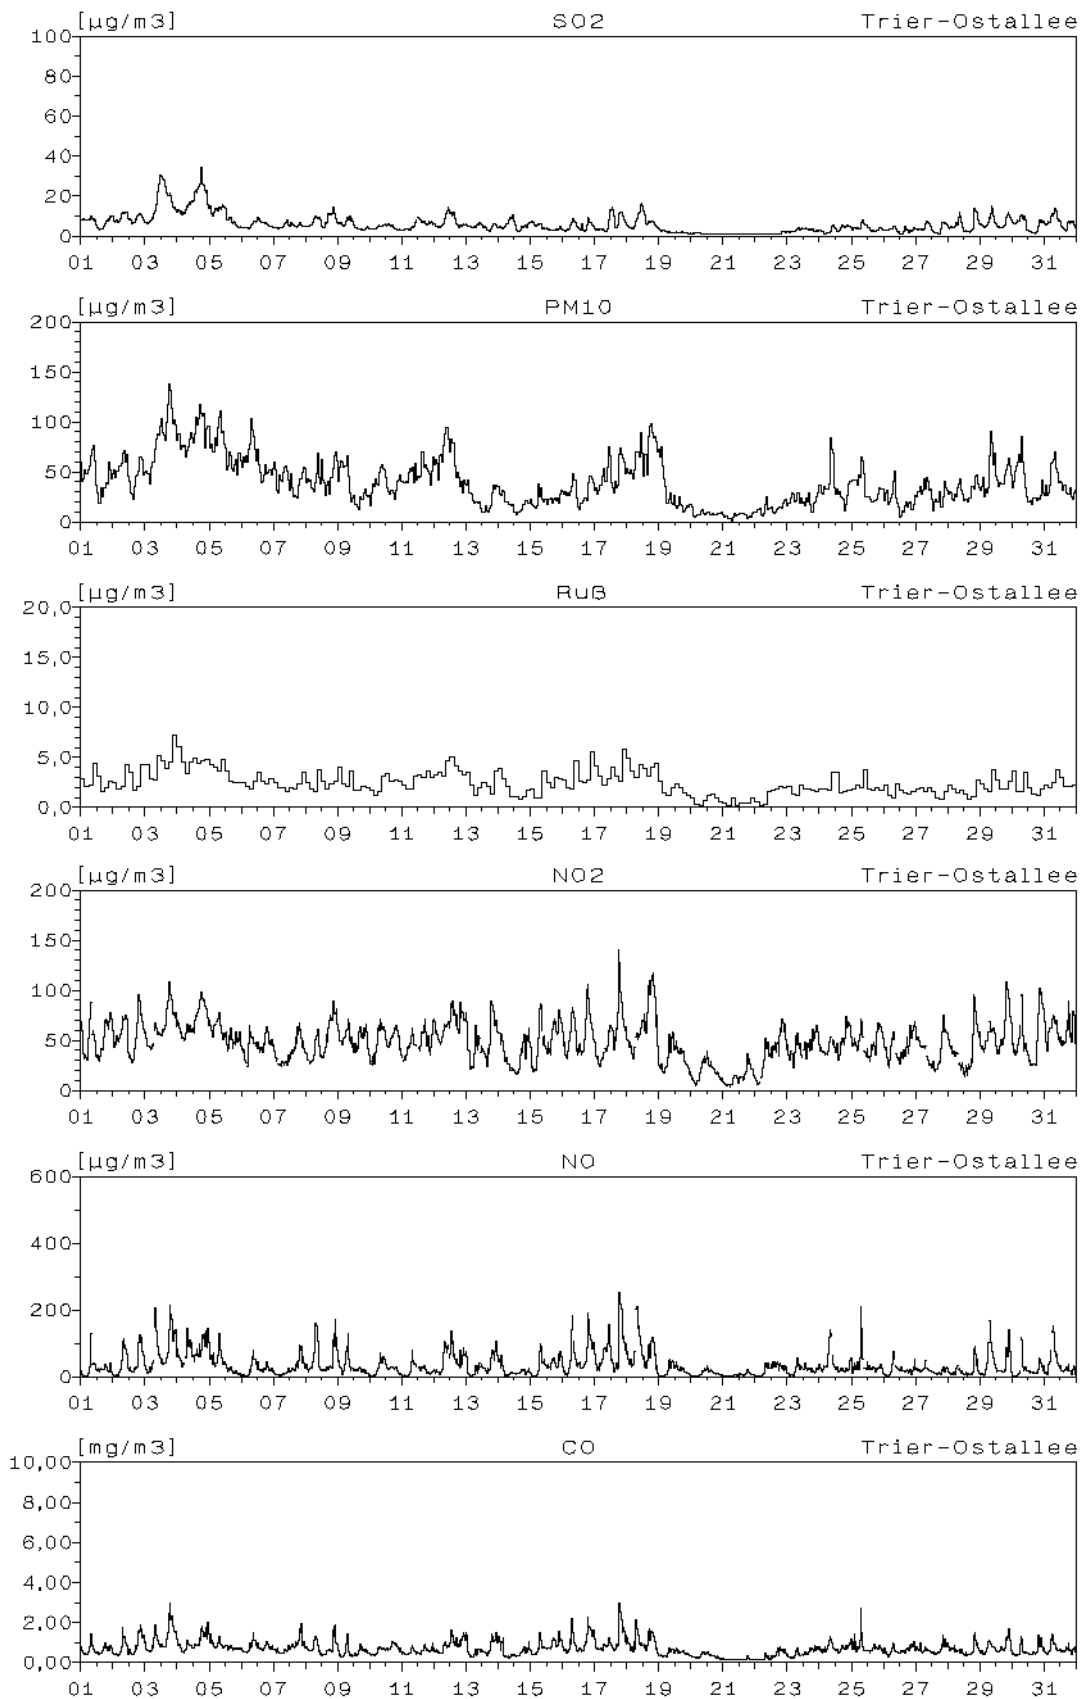 [µg/m3] SO2 Trier-Ostallee
100
80
60
40
20
0
01 03 05 07 09 11 13 15 17 19 21 23 25 27 29 31
[µg/m3] PM10 Trier-Ostallee
200
150
100
50
0
01 03 05 07 09 11 13 15 17 19 21 23 25 27 29 31
[µg/m3] Ruß Trier-Ostallee
20,0
15,0
10,0
5,0
0,0
01 03 05 07 09 11 13 15 17 19 21 23 25 27 29 31
[µg/m3] NO2 Trier-Ostallee
200
150
100
50
0
01 03 05 07 09 11 13 15 17 19 21 23 25 27 29 31
[µg/m3] NO Trier-Ostallee
600
400
200
0
01 03 05 07 09 11 13 15 17 19 21 23 25 27 29 31
[mg/m3] CO Trier-Ostallee
10,00
8,00
6,00
4,00
2,00
0,00
01 03 05 07 09 11 13 15 17 19 21 23 25 27 29 31